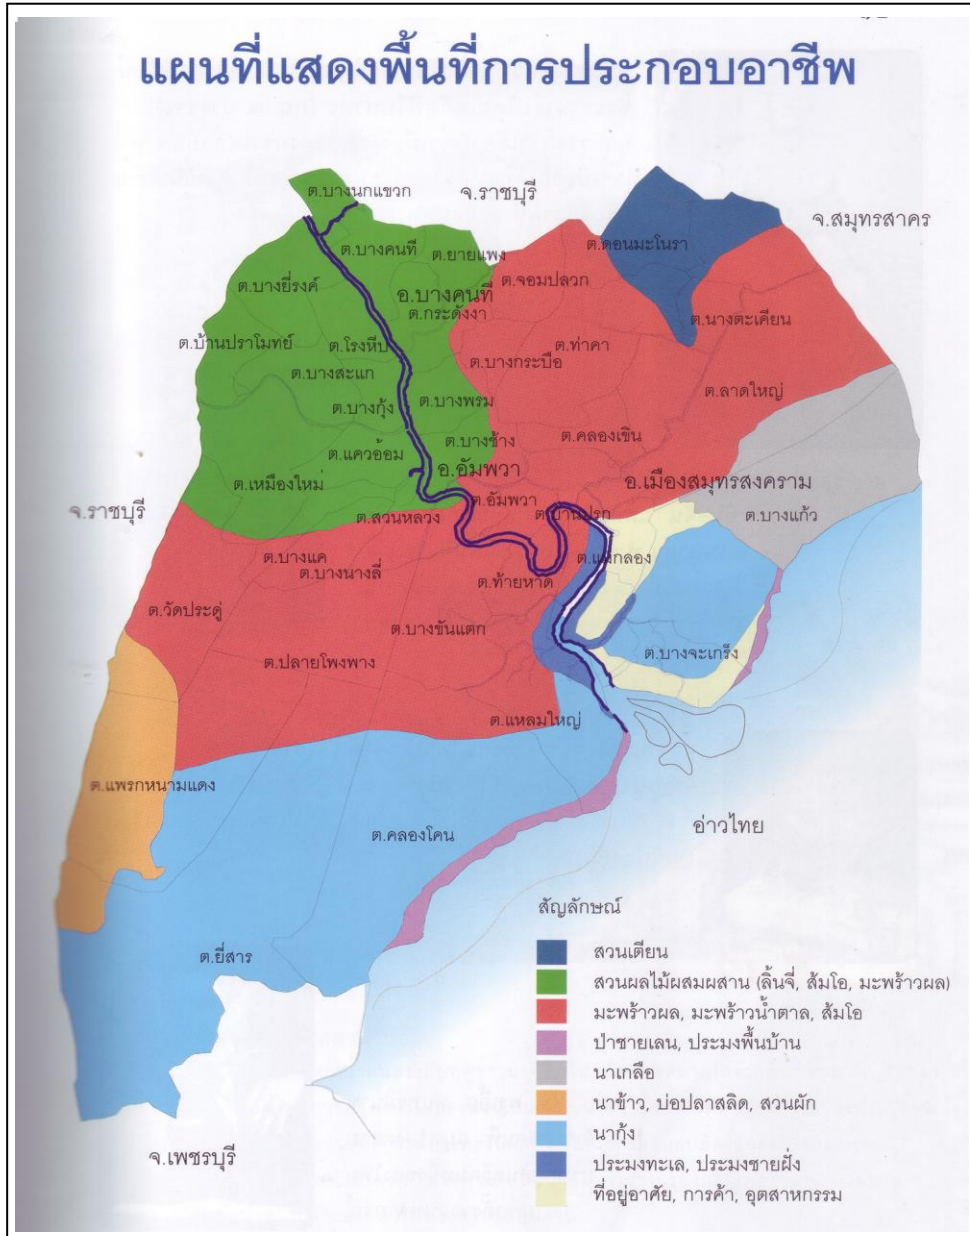 แผนที่แสดงพื้นที่การประกอบอาชีพ
ต.บางนกแขวก
จ.ราชบุรี
จ.สมุทรสาคร
ต.บางคนที
ต.ยายแพง
ต.ดอนมะโนรา
ต.จอมปลวก
ต.บางยี่รงค์
อ.บางคนที
ต.กระดังงา
ต.นางตะเคียน
ต.บ้านปราโมทย์
ต.โรงหีบ
ต.ท่าคา
ต.บางกระบือ
ต.บางสะแก
ต.ลาดใหญ่
ต.บางกุ้ง
ต.บางพรม
ต.คลองเขิน
ต.บางช้าง
ต.แควอ้อม
อ.อัมพวา
อ.เมืองสมุทรสงคราม
ต.เหมืองใหม่
จ.ราชบุรี
ต.อัมพวา
ต.บ้านปรก
ต.บางแก้ว
ต.สวนหลวง
ต.บางแค
ต.แม่กลอง
ต.บางนางลี่
ต.ท้ายหาด
ต.วัดประดู่
ต.บางขันแตก
ต.บางจะเกร็ง
ต.ปลายโพงพาง
ต.แหลมใหญ่
ต.แพรกหนามแดง
ต.คลองโคน
อ่าวไทย
ต.ยี่สาร
จ.เพชรบุรี
สัญลักษณ์
สวนเตียน
สวนผลไม้ผสมผสาน (ลิ้นจี่, ส้มโอ, มะพร้าวผล)
มะพร้าวผล, มะพร้าวน้ำตาล, ส้มโอ
ป่าชายเลน, ประมงพื้นบ้าน
นาเกลือ
นาข้าว, บ่อปลาสลิด, สวนผัก
นากุ้ง
ประมงทะเล, ประมงชายฝั่ง
ที่อยู่อาศัย, การค้า, อุตสาหกรรม